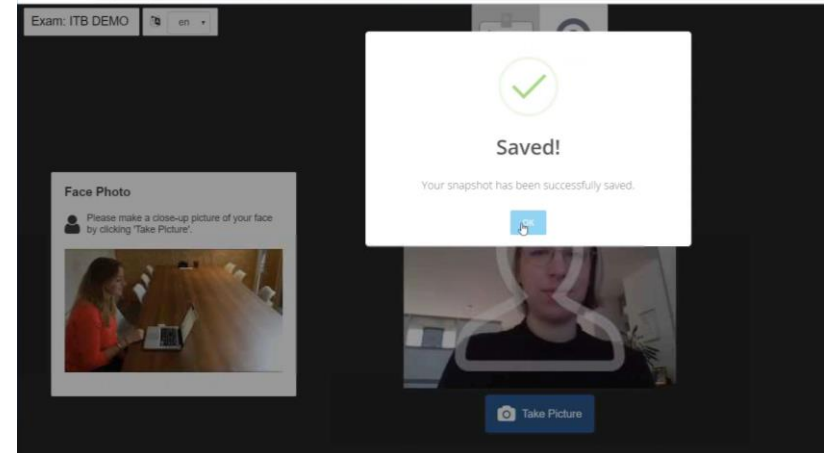 Exam: ITB DEMO
en
Saved!
Your snapshot has been successfully saved.
OK
Face Photo
Please make a close-up picture of your face
by clicking 'Take Picture'.
Take Picture